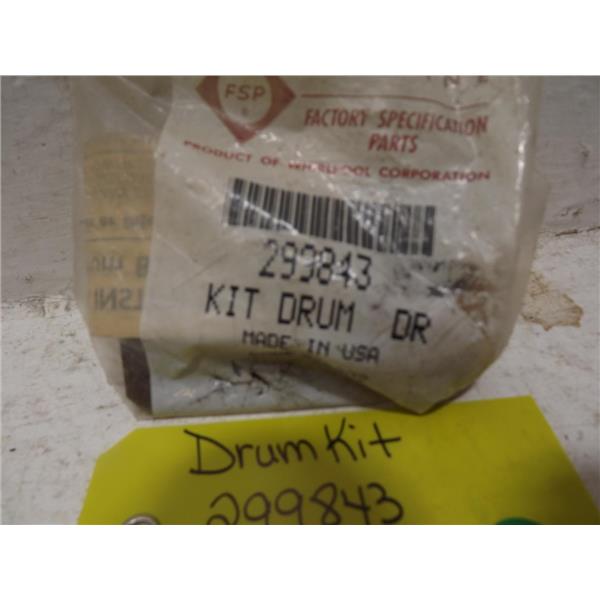 FSP
FACTORY SPECIFICATION
PARTS
PRODUCT OF WHIRLPOOL CORPORATION
299843
KIT DRUM DR
MADE IN USA
Drum Kit
299843